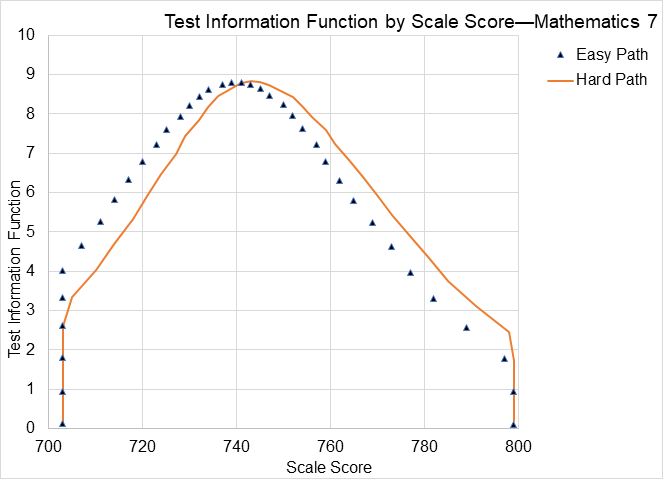 Test Information Function by Scale Score—Mathematics 7
Easy Path
Hard Path
Test Information Function
10
9
8
7
6
5
4
3
2
1
0
700 720 740 760 780 800
Scale Score